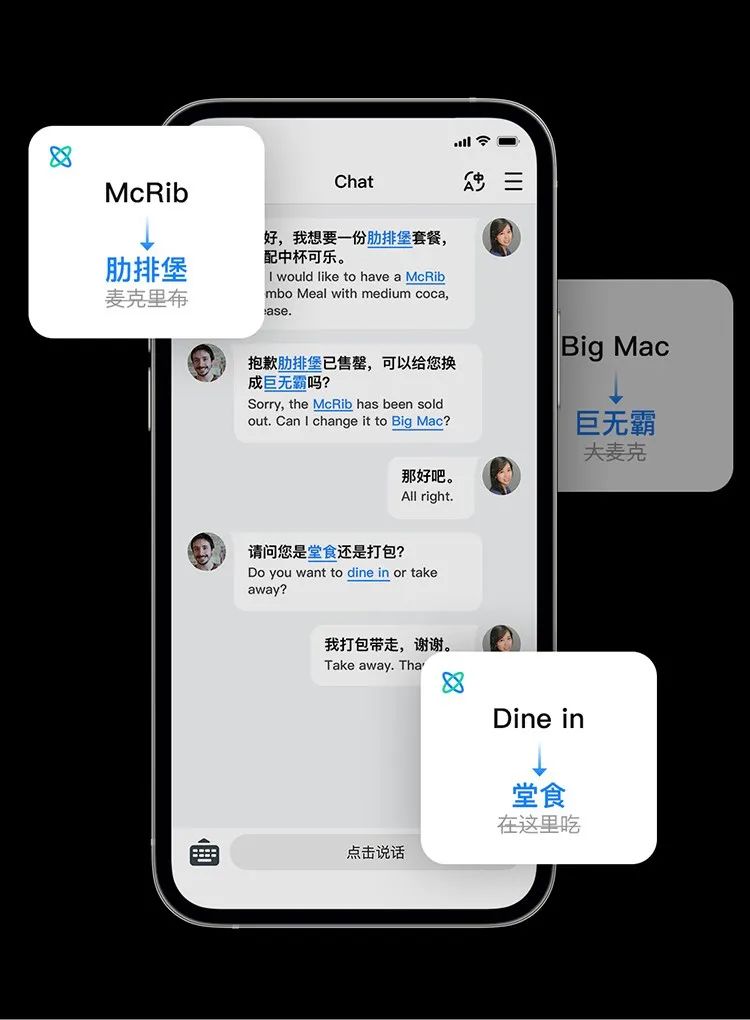 Chat
McRib
肋排堡
麦克里布
好，我想要一份肋排堡套餐，
配中杯可乐。
I would like to have a McRib
mbo Meal with medium coca,
ease.
Big Mac
巨无霸
大麦克
抱歉肋排堡已售罄，可以给您换
成巨无霸吗？
Sorry, the McRib has been sold
out. Can I change it to Big Mac?
那好吧。
All right.
请问您是堂食还是打包？
Do you want to dine in or take
away?
我打包带走，谢谢。
Take away. Tha
Dine in
堂食
在这里吃
点击说话